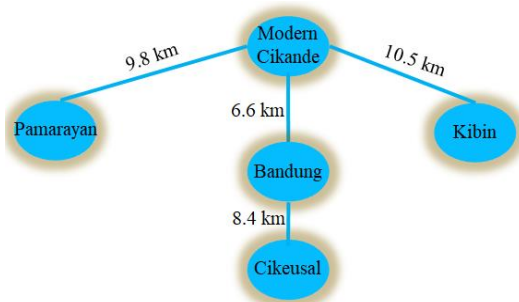 Modern
Cikande
9.8 km
10.5 km
Pamarayan
6.6 km
Kibin
Bandung
8.4 km
Cikeusal